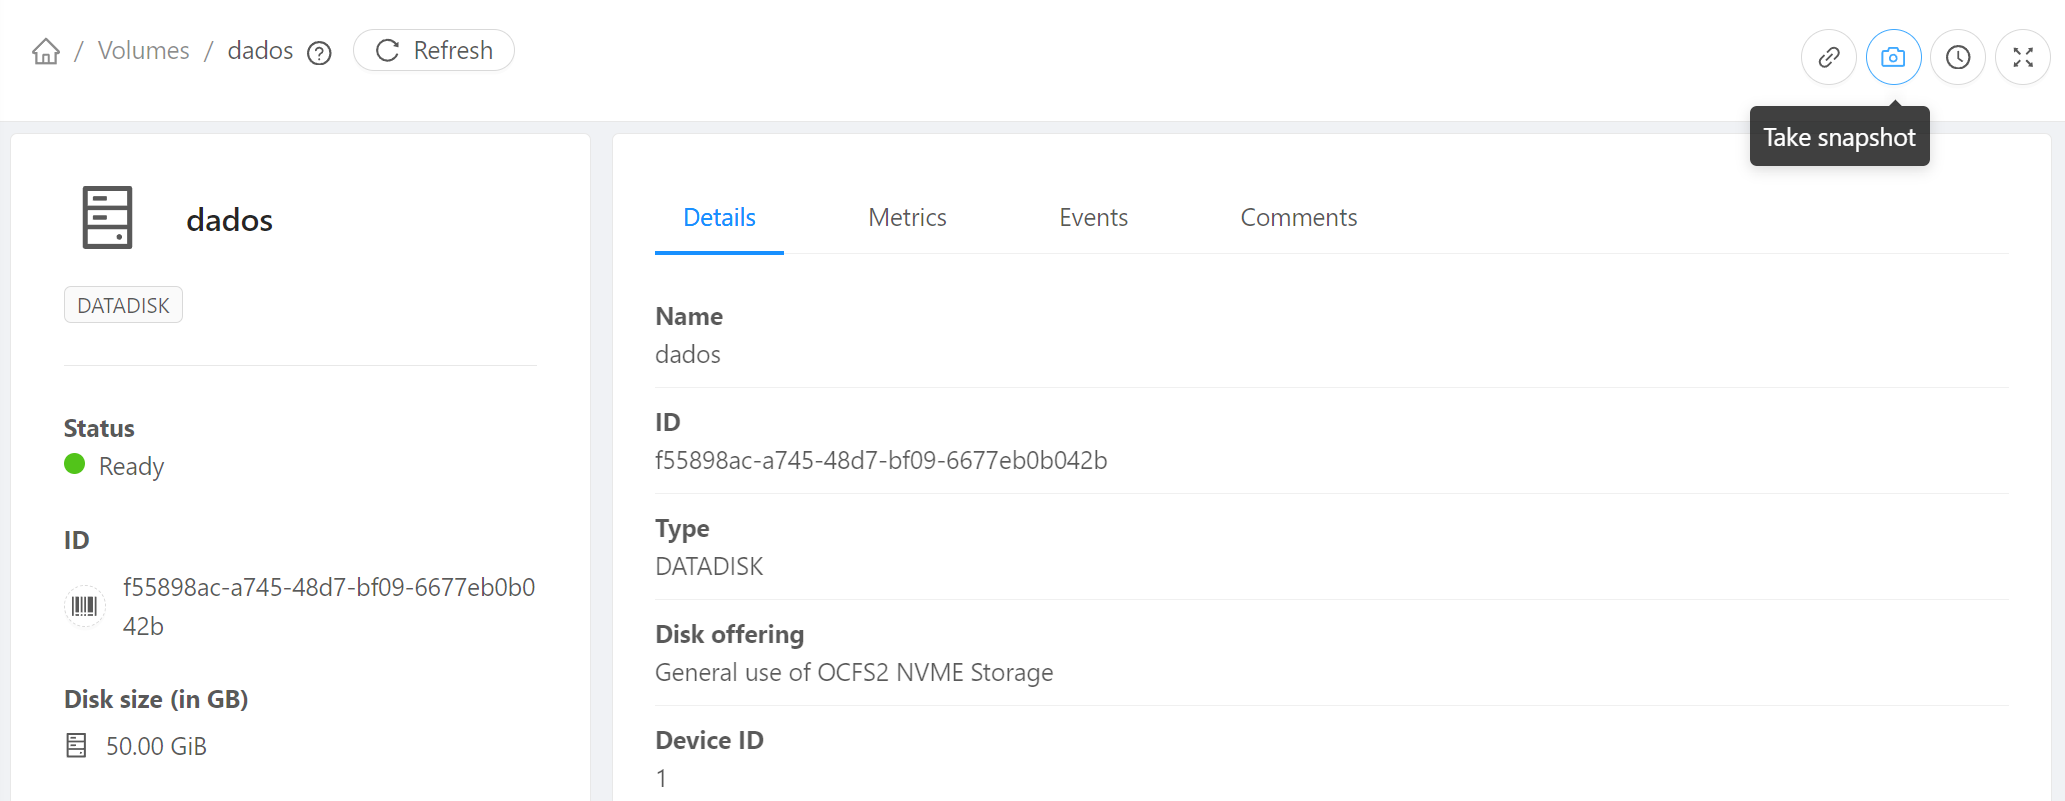 / Volumes / dados Refresh
Take snapshot
dados
DATADISK
Status
Ready
ID
f55898ac-a745-48d7-bf09-6677eb0b0
42b
Disk size (in GB)
50.00 GiB
Details Metrics Events Comments
Name
dados
ID
f55898ac-a745-48d7-bf09-6677eb0b042b
Type
DATADISK
Disk offering
General use of OCFS2 NVME Storage
Device ID
1